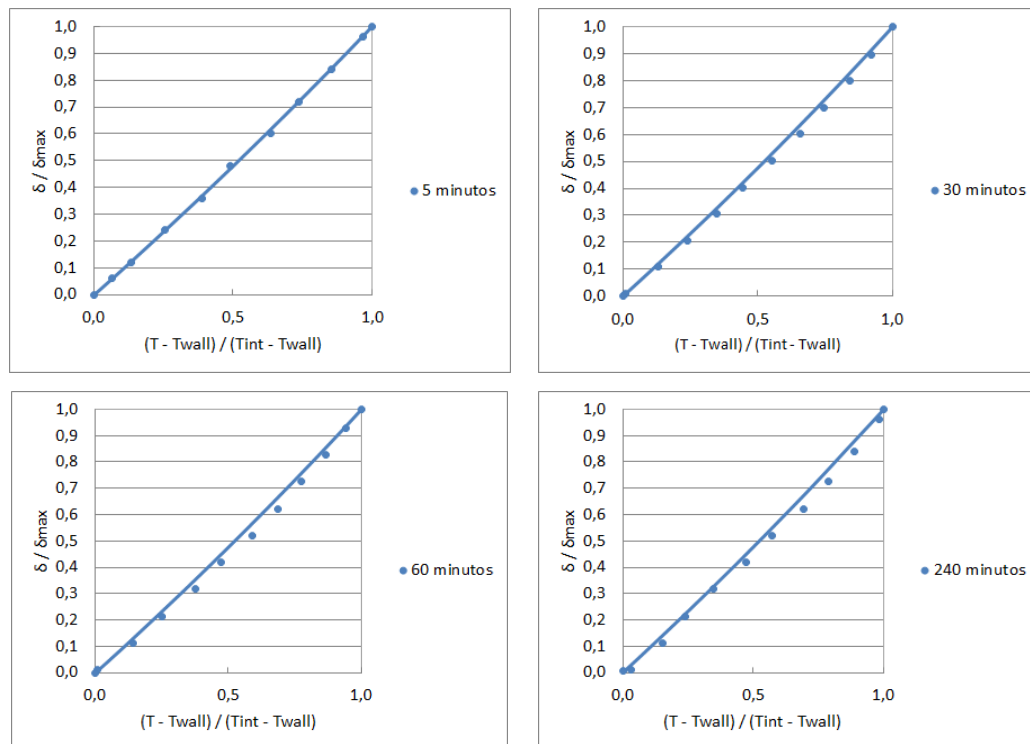 1,0
0,9
0,8
0,7
0,6
0,5
0,4
0,3
0,2
0,1
0,0
δ / δmax
0,0 0,5 1,0
(T - Twall) / (Tint - Twall)
5 minutos
1,0
0,9
0,8
0,7
0,6
0,5
0,4
0,3
0,2
0,1
0,0
δ / δmax
0,0 0,5 1,0
(T - Twall) / (Tint - Twall)
30 minutos
1,0
0,9
0,8
0,7
0,6
0,5
0,4
0,3
0,2
0,1
0,0
δ / δmax
0,0 0,5 1,0
(T - Twall) / (Tint - Twall)
60 minutos
1,0
0,9
0,8
0,7
0,6
0,5
0,4
0,3
0,2
0,1
0,0
δ / δmax
0,0 0,5 1,0
(T - Twall) / (Tint - Twall)
240 minutos